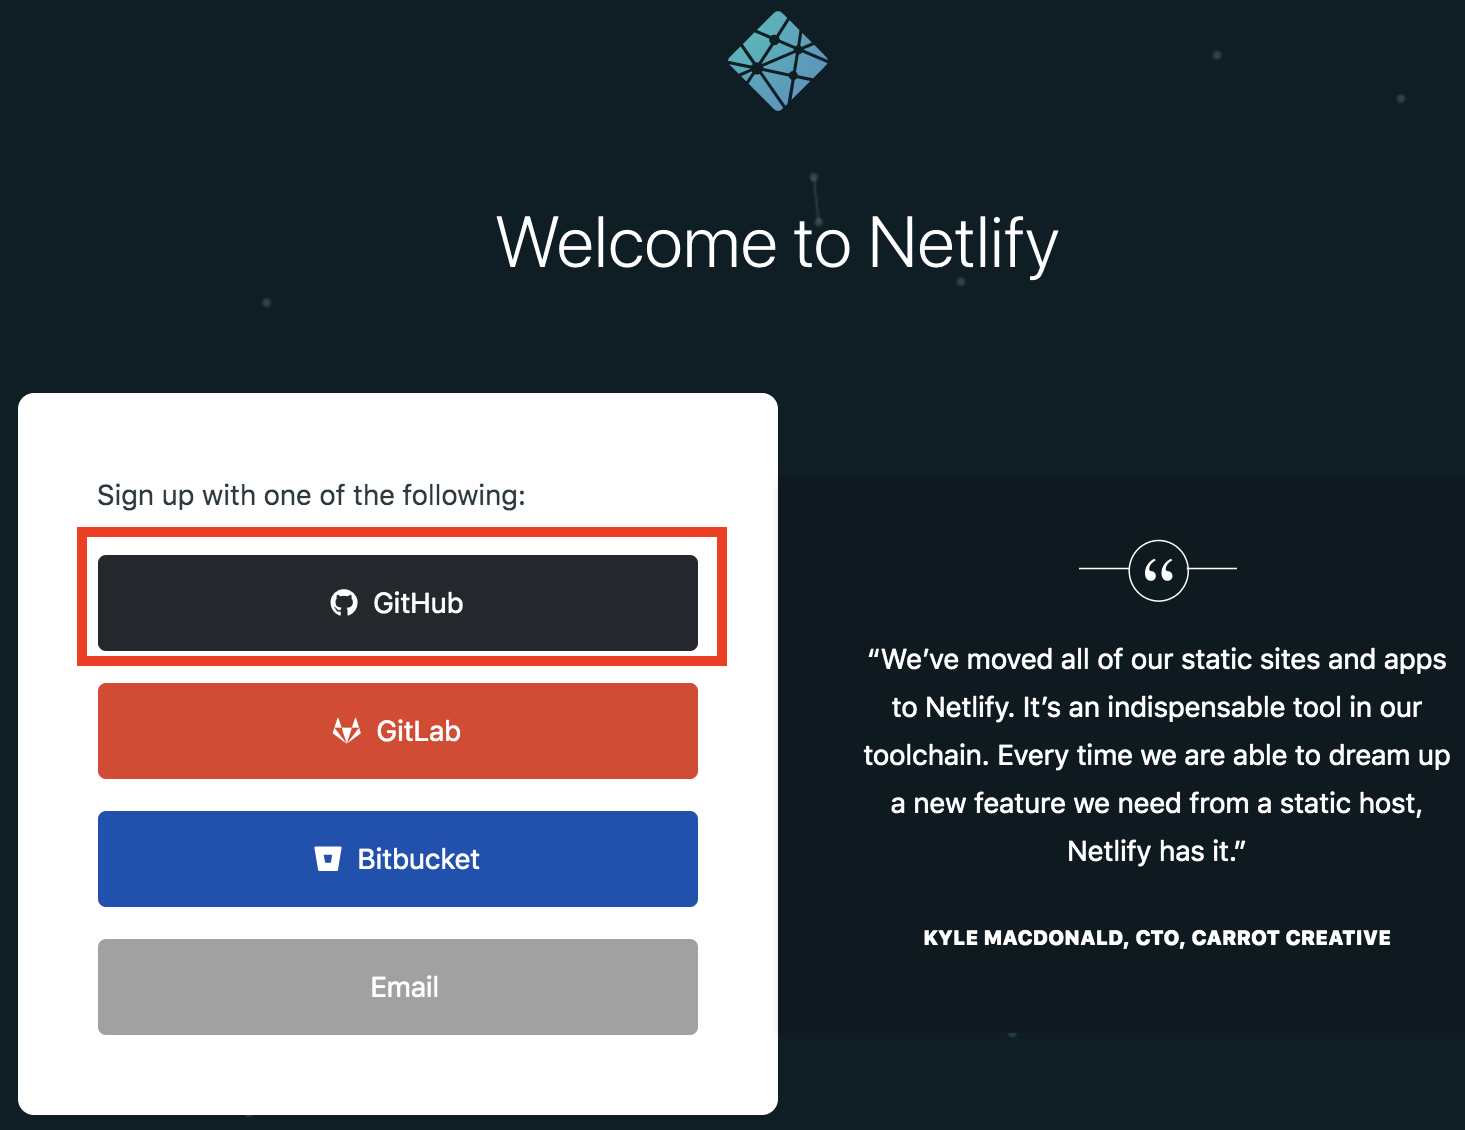 Welcome to Netlify
Sign up with one of the following:
GitHub
GitLab
Bitbucket
Email
“We’ve moved all of our static sites and apps
to Netlify. It’s an indispensable tool in our
toolchain. Every time we are able to dream up
a new feature we need from a static host,
Netlify has it.”
KYLE MACDONALD, CTO, CARROT CREATIVE